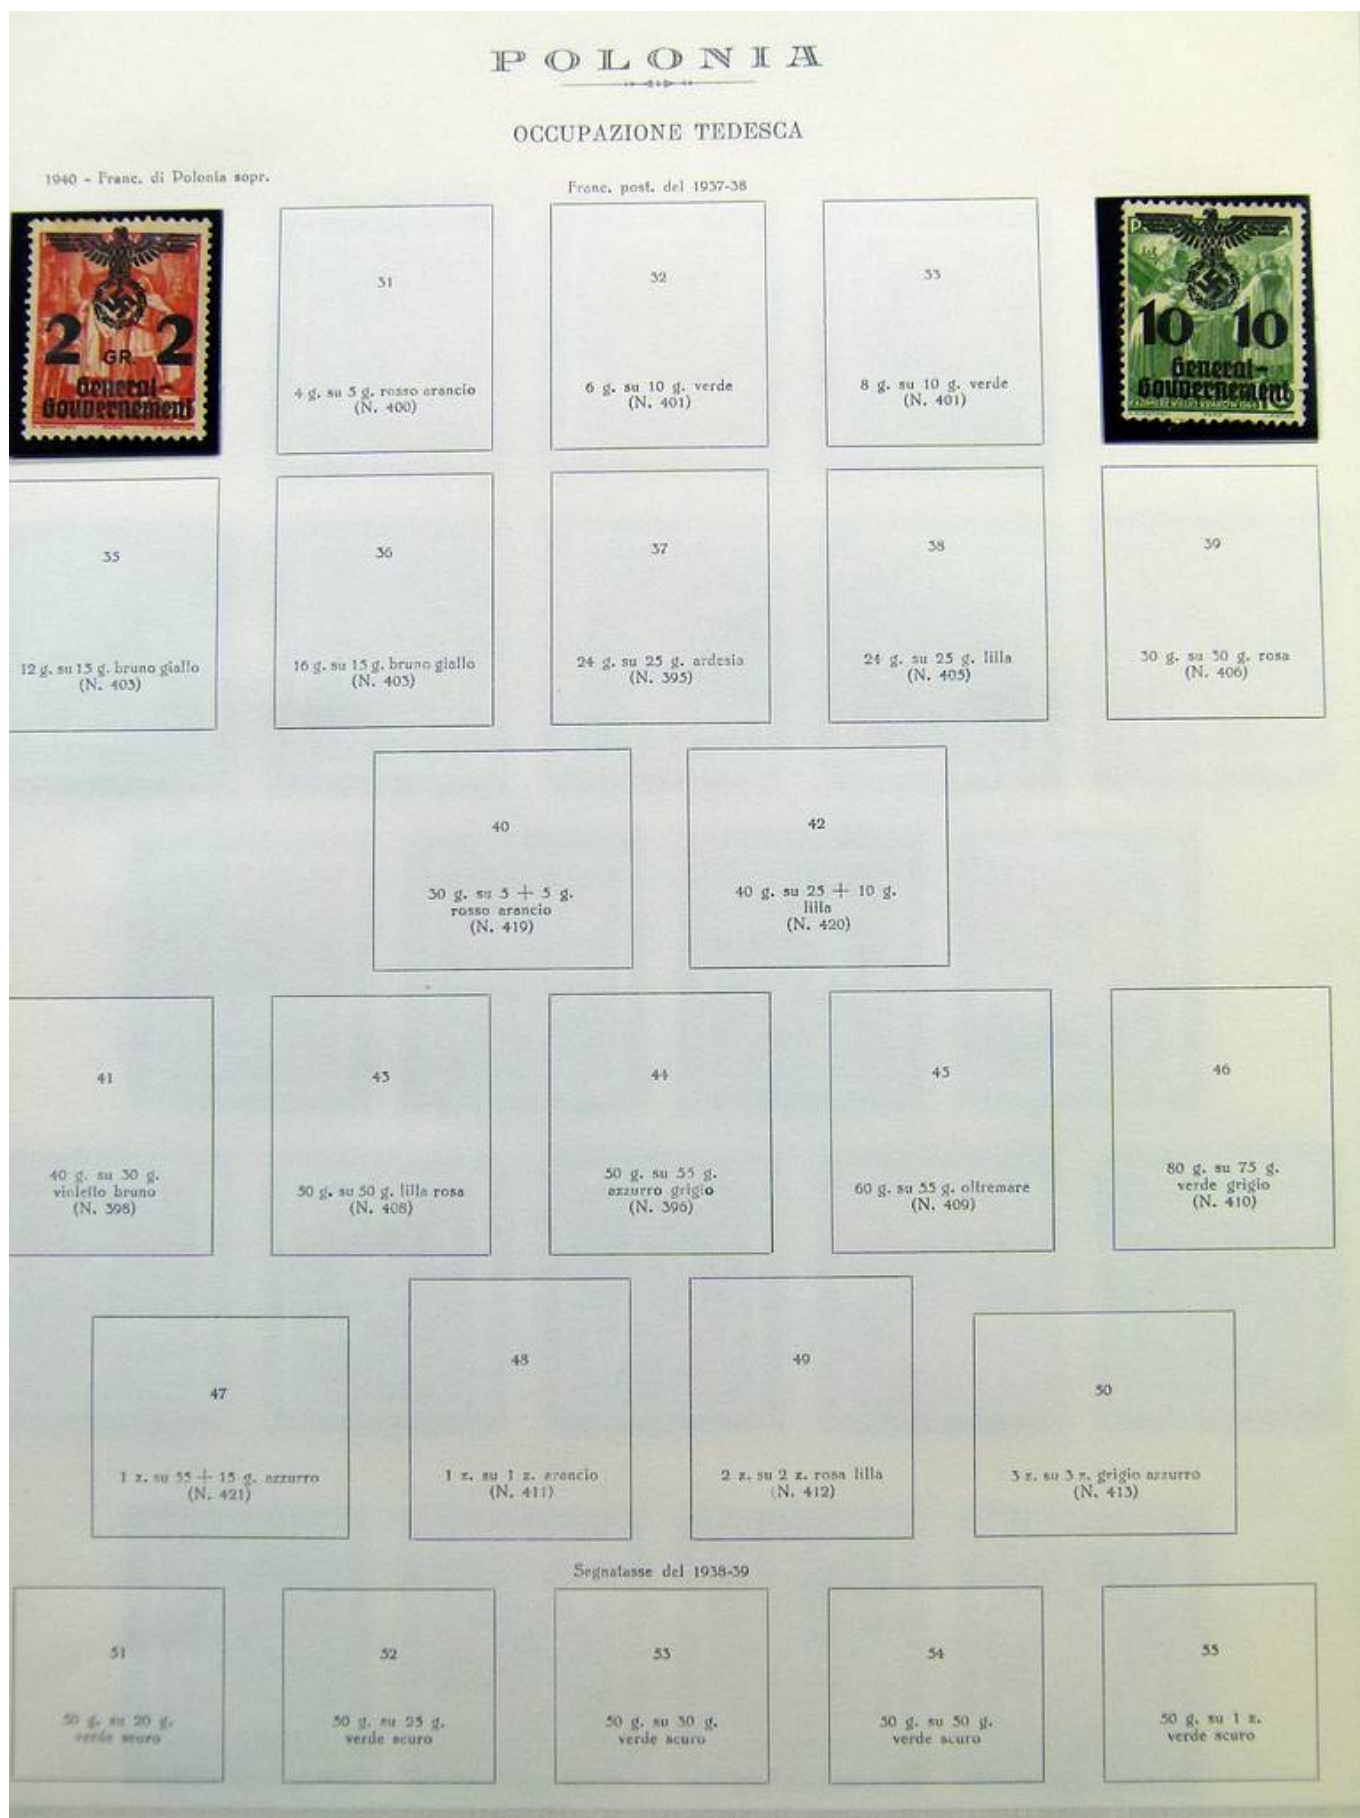 POLONIA
OCCUPAZIONE TEDESCA
1940 - Franc. di Polonia sopr.
Franc. post. del 1937-38
2 GR. 2
General-
Gouvernement
31
4 g. su 5 g. rosso arancio
(N. 400)
32
6 g. su 10 g. verde
(N. 401)
33
8 g. su 10 g. verde
(N. 401)
10 10
General-
Gouvernement
35
12 g. su 15 g. bruno giallo
(N. 403)
36
16 g. su 15 g. bruno giallo
(N. 403)
37
24 g. su 25 g. ardesia
(N. 395)
38
24 g. su 25 g. lilla
(N. 405)
39
30 g. su 30 g. rosa
(N. 406)
40
30 g. su 5 + 5 g.
rosso arancio
(N. 419)
42
40 g. su 25 + 10 g.
lilla
(N. 420)
41
40 g. su 30 g.
violetto bruno
(N. 398)
43
50 g. su 50 g. lilla rosa
(N. 408)
44
50 g. su 55 g.
azzurro grigio
(N. 396)
45
60 g. su 55 g. oltremare
(N. 409)
46
80 g. su 75 g.
verde grigio
(N. 410)
47
1 z. su 55 + 15 g. azzurro
(N. 421)
48
1 z. su 1 z. arancio
(N. 411)
49
2 z. su 2 z. rosa lilla
(N. 412)
50
3 z. su 3 z. grigio azzurro
(N. 413)
Segnatasse del 1938-39
51
50 g. su 20 g.
verde scuro
52
50 g. su 25 g.
verde scuro
53
50 g. su 30 g.
verde scuro
54
50 g. su 50 g.
verde scuro
55
50 g. su 1 z.
verde scuro